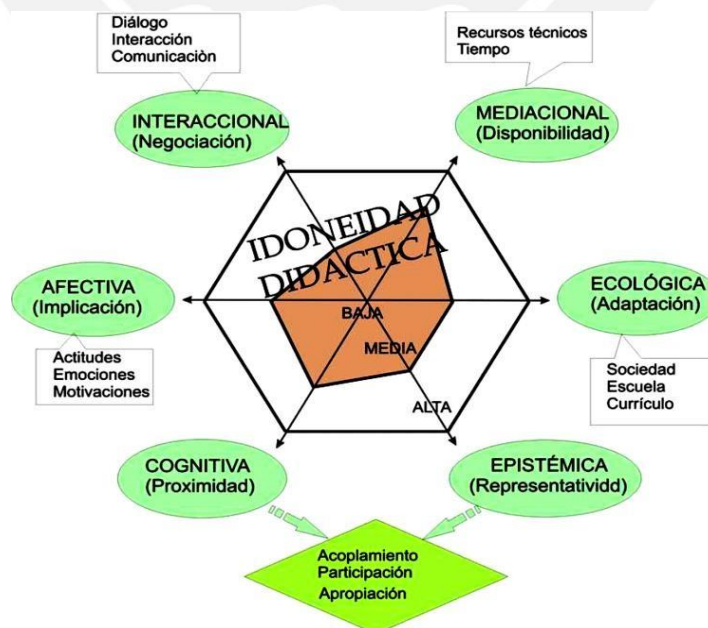 Diálogo
Interacción
Comunicaciòn
Recursos técnicos
Tiempo
INTERACCIONAL
(Negociación)
MEDIACIONAL
(Disponibilidad)
IDONEIDAD
DIDACTICA
AFECTIVA
(Implicación)
ECOLÓGICA
(Adaptación)
BAJA
MEDIA
ALTA
Actitudes
Emociones
Motivaciones
Sociedad
Escuela
Currículo
COGNITIVA
(Proximidad)
EPISTÉMICA
(Representatividd)
Acoplamiento
Participación
Apropiación